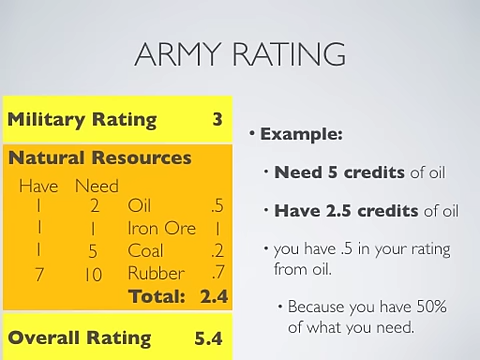 ARMY RATING
Military Rating 3
Natural Resources
Have Need
1 2 Oil .5
1 1 Iron Ore 1
1 5 Coal .2
7 10 Rubber .7
Total: 2.4
Overall Rating 5.4
• Example:
• Need 5 credits of oil
• Have 2.5 credits of oil
• you have .5 in your rating
from oil.
• Because you have 50%
of what you need.